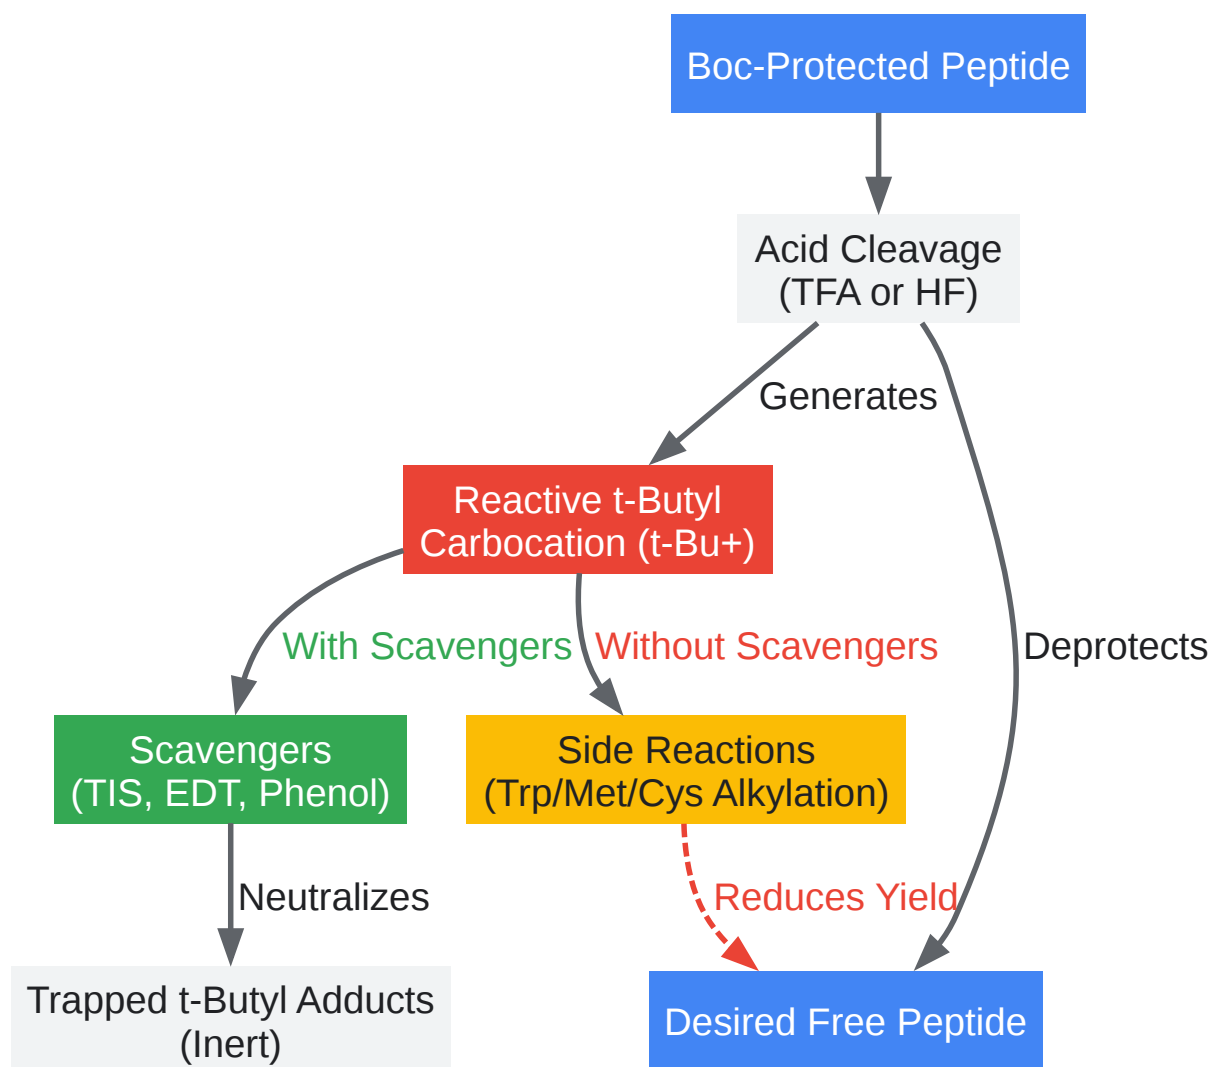 Boc-Protected Peptide
Acid Cleavage
(TFA or HF)
Generates
Reactive t-Butyl
Carbocation (t-Bu+)
With Scavengers
Without Scavengers
Deprotects
Scavengers
(TIS, EDT, Phenol)
Side Reactions
(Trp/Met/Cys Alkylation)
Neutralizes
Reduces Yield
Trapped t-Butyl Adducts
(Inert)
Desired Free Peptide